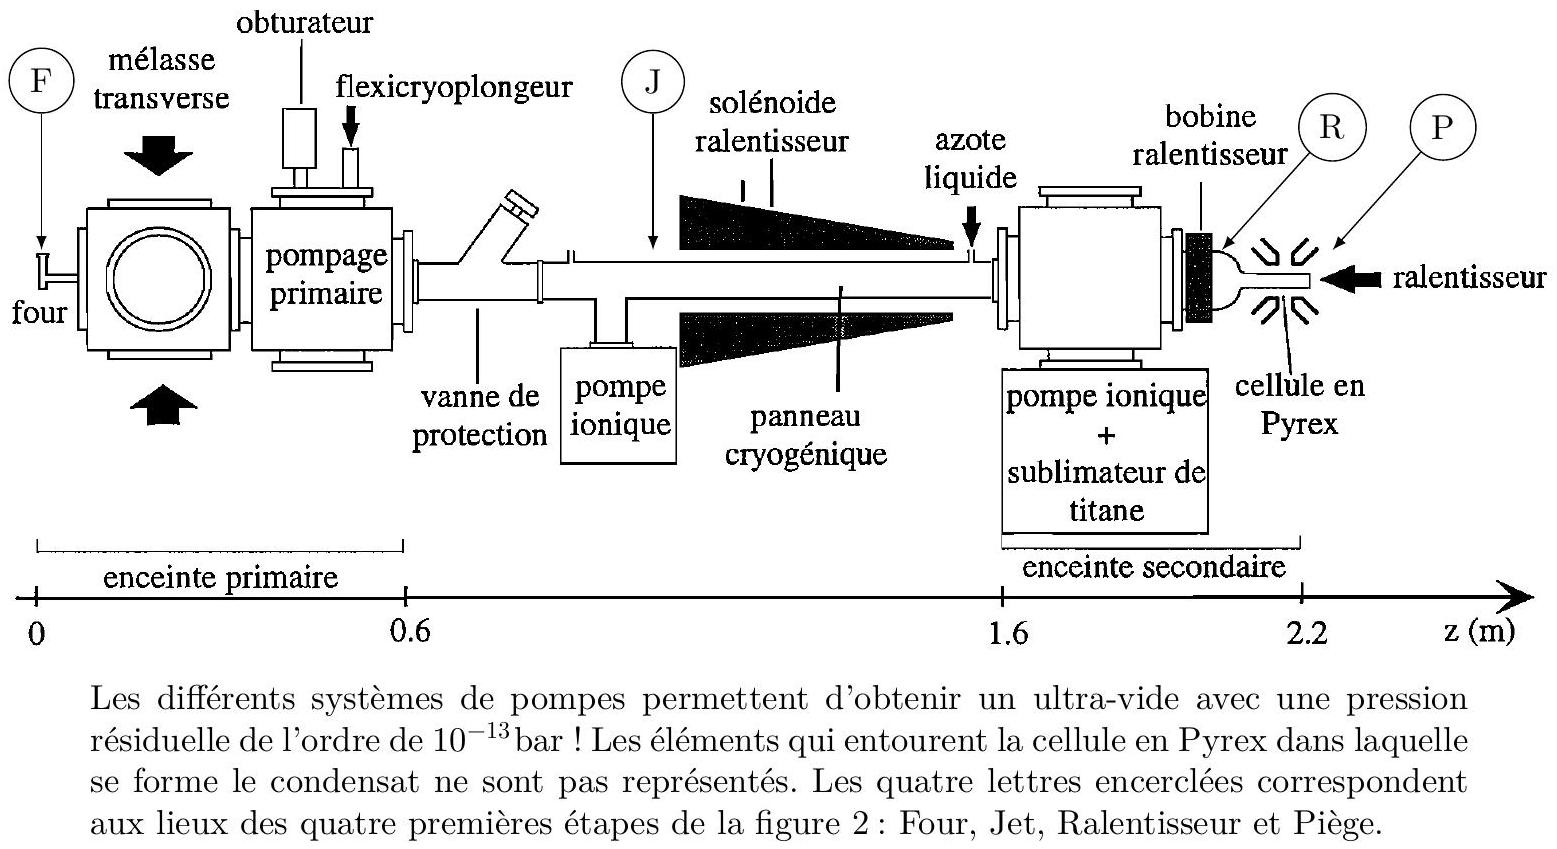 obturateur
F
mélasse
transverse
flexicryoplongeur
J
solénoide
ralentisseur
azote
liquide
bobine
ralentisseur
R
P
pompage
primaire
four
ralentisseur
vanne de
protection
pompe
ionique
panneau
cryogénique
pompe ionique
+
sublimateur de
titane
cellule en
Pyrex
enceinte primaire
enceinte secondaire
0
0.6
1.6
2.2
z (m)
Les différents systèmes de pompes permettent d'obtenir un ultra-vide avec une pression
résiduelle de l'ordre de 10⁻¹³ bar ! Les éléments qui entourent la cellule en Pyrex dans laquelle
se forme le condensat ne sont pas représentés. Les quatre lettres encerclées correspondent
aux lieux des quatre premières étapes de la figure 2 : Four, Jet, Ralentisseur et Piège.